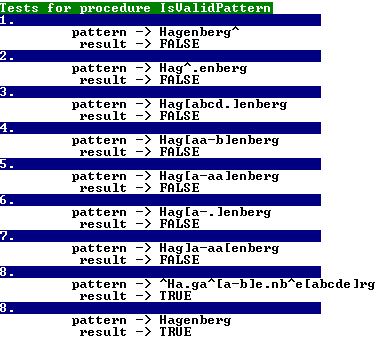 Tests for procedure IsValidPattern
1.
pattern -> Hagenberg^
result -> FALSE
2.
pattern -> Hag^.enberg
result -> FALSE
3.
pattern -> Hag[abcd.]enberg
result -> FALSE
4.
pattern -> Hag[aa-b]enberg
result -> FALSE
5.
pattern -> Hag[a-aa]enberg
result -> FALSE
6.
pattern -> Hag[a-.]enberg
result -> FALSE
7.
pattern -> Hag]a-aa[enberg
result -> FALSE
8.
pattern -> ^Ha.ga^[a-b]e.nb^e[abcde]rg
result -> TRUE
8.
pattern -> Hagenberg
result -> TRUE